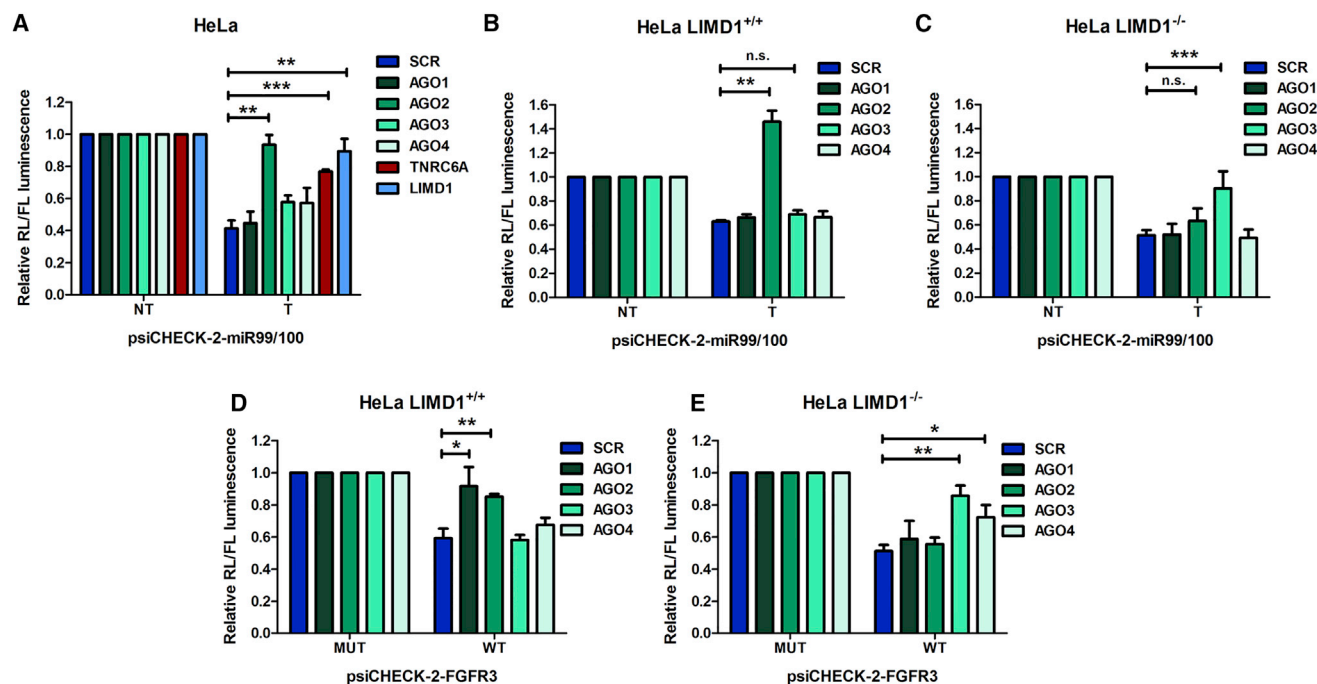 A
HeLa
Relative RL/FL luminescence
1.2
1.0
0.8
0.6
0.4
0.2
0.0
**
***
**
SCR
AGO1
AGO2
AGO3
AGO4
TNRC6A
LIMD1
NT
T
psiCHECK-2-miR99/100
B
HeLa LIMD1+/+
Relative RL/FL luminescence
1.6
1.4
1.2
1.0
0.8
0.6
0.4
0.2
0.0
n.s.
**
SCR
AGO1
AGO2
AGO3
AGO4
NT
T
psiCHECK-2-miR99/100
C
HeLa LIMD1-/-
Relative RL/FL luminescence
1.6
1.4
1.2
1.0
0.8
0.6
0.4
0.2
0.0
***
n.s.
SCR
AGO1
AGO2
AGO3
AGO4
NT
T
psiCHECK-2-miR99/100
D
HeLa LIMD1+/+
Relative RL/FL luminescence
1.2
1.0
0.8
0.6
0.4
0.2
0.0
**
*
SCR
AGO1
AGO2
AGO3
AGO4
MUT
WT
psiCHECK-2-FGFR3
E
HeLa LIMD1-/-
Relative RL/FL luminescence
1.2
1.0
0.8
0.6
0.4
0.2
0.0
*
**
SCR
AGO1
AGO2
AGO3
AGO4
MUT
WT
psiCHECK-2-FGFR3